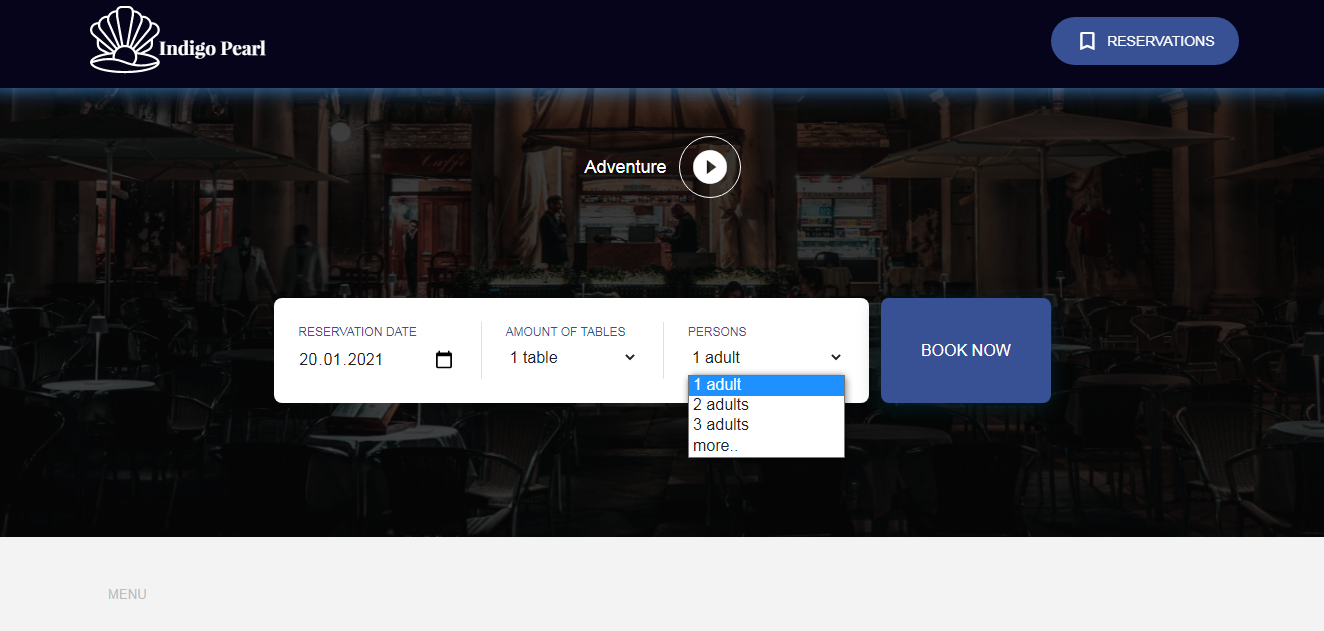 Indigo Pearl
RESERVATIONS
Caffè
Adventure
RESERVATION DATE
20.01.2021
AMOUNT OF TABLES
1 table
PERSONS
1 adult
1 adult
2 adults
3 adults
more..
BOOK NOW
MENU